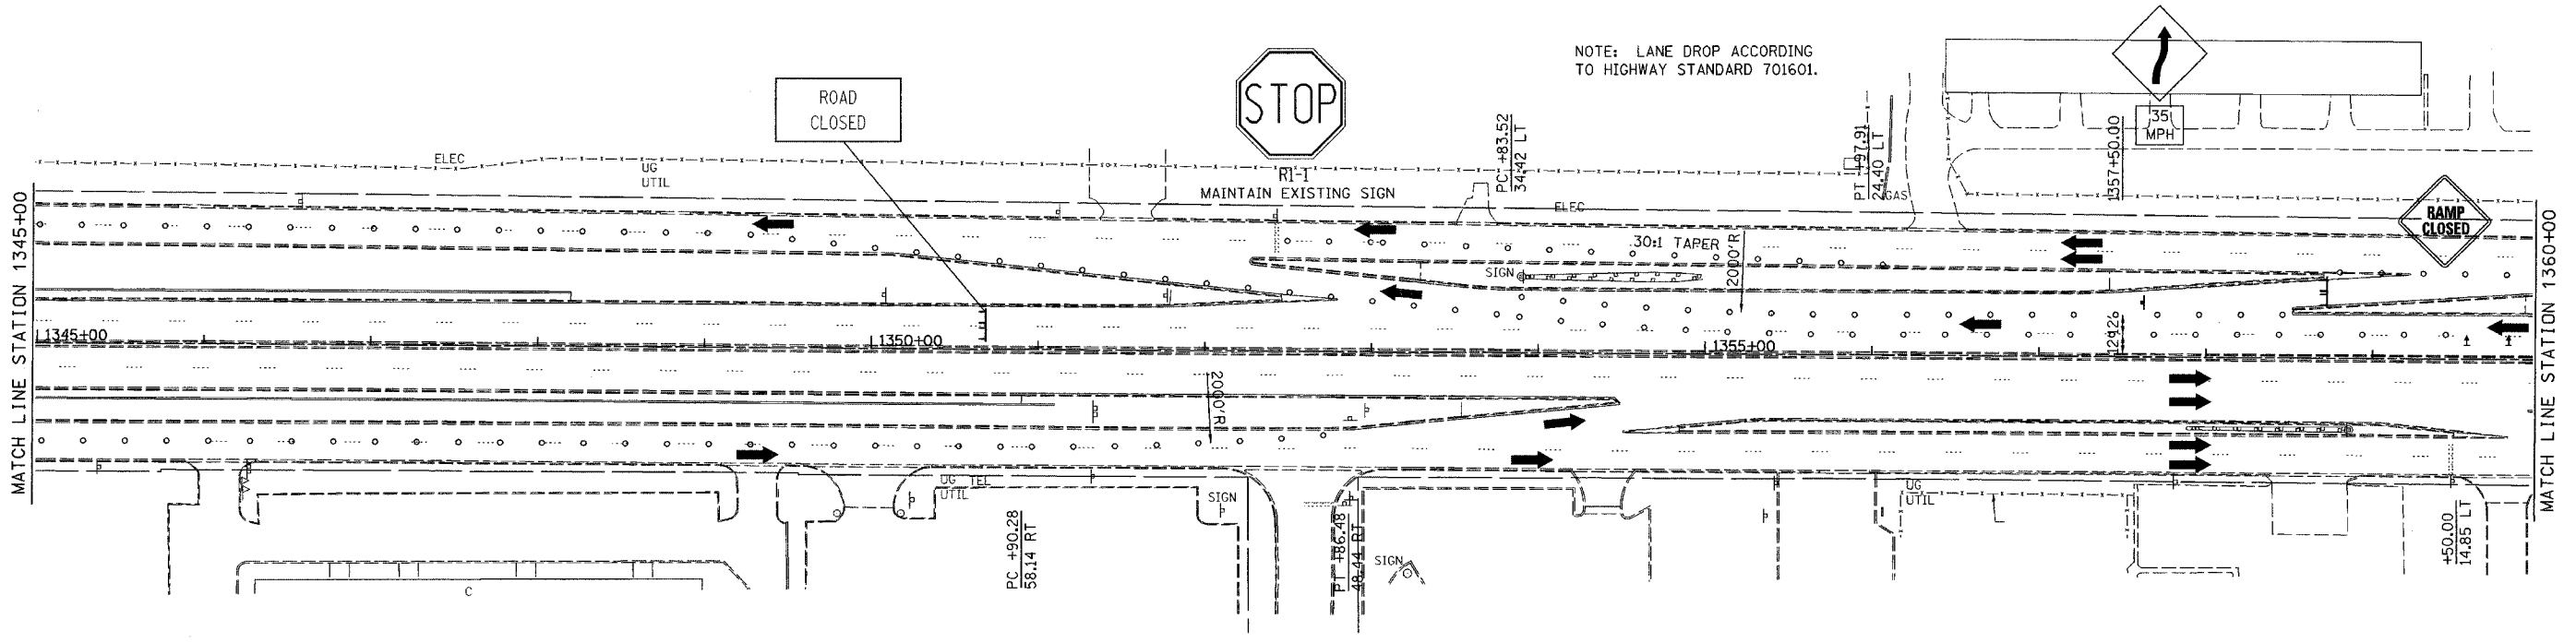 NOTE: LANE DROP ACCORDING
TO HIGHWAY STANDARD 701601.
ROAD
CLOSED
STOP
R1-1
MAINTAIN EXISTING SIGN
35
MPH
RAMP
CLOSED
MATCH LINE STATION 1345+00
MATCH LINE STATION 1360+00
ELEC
UG
UTIL
PC +83.52
34.42 LT
PT +97.91
24.40 LT
GAS
1357+50.00
ELEC
30:1 TAPER
2000'R
SIGN
1345+00
1350+00
1355+00
12'
12'
6'
2000'R
UG TEL
UTIL
SIGN
UG
UTIL
PC +90.28
58.14 RT
PT +86.48
48.44 RT
SIGN
+50.00
14.85 LT
C